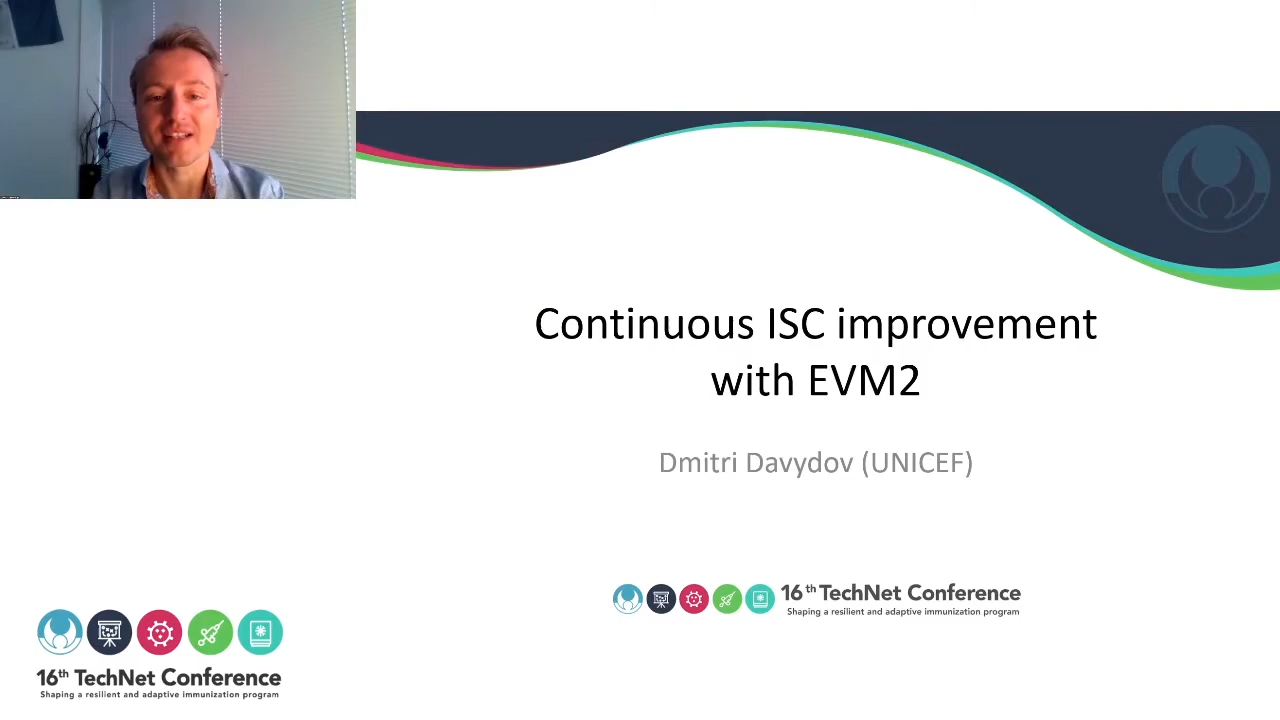 Continuous ISC improvement
with EVM2
Dmitri Davydov (UNICEF)
16th TechNet Conference
Shaping a resilient and adaptive immunization program
16th TechNet Conference
Shaping a resilient and adaptive immunization program